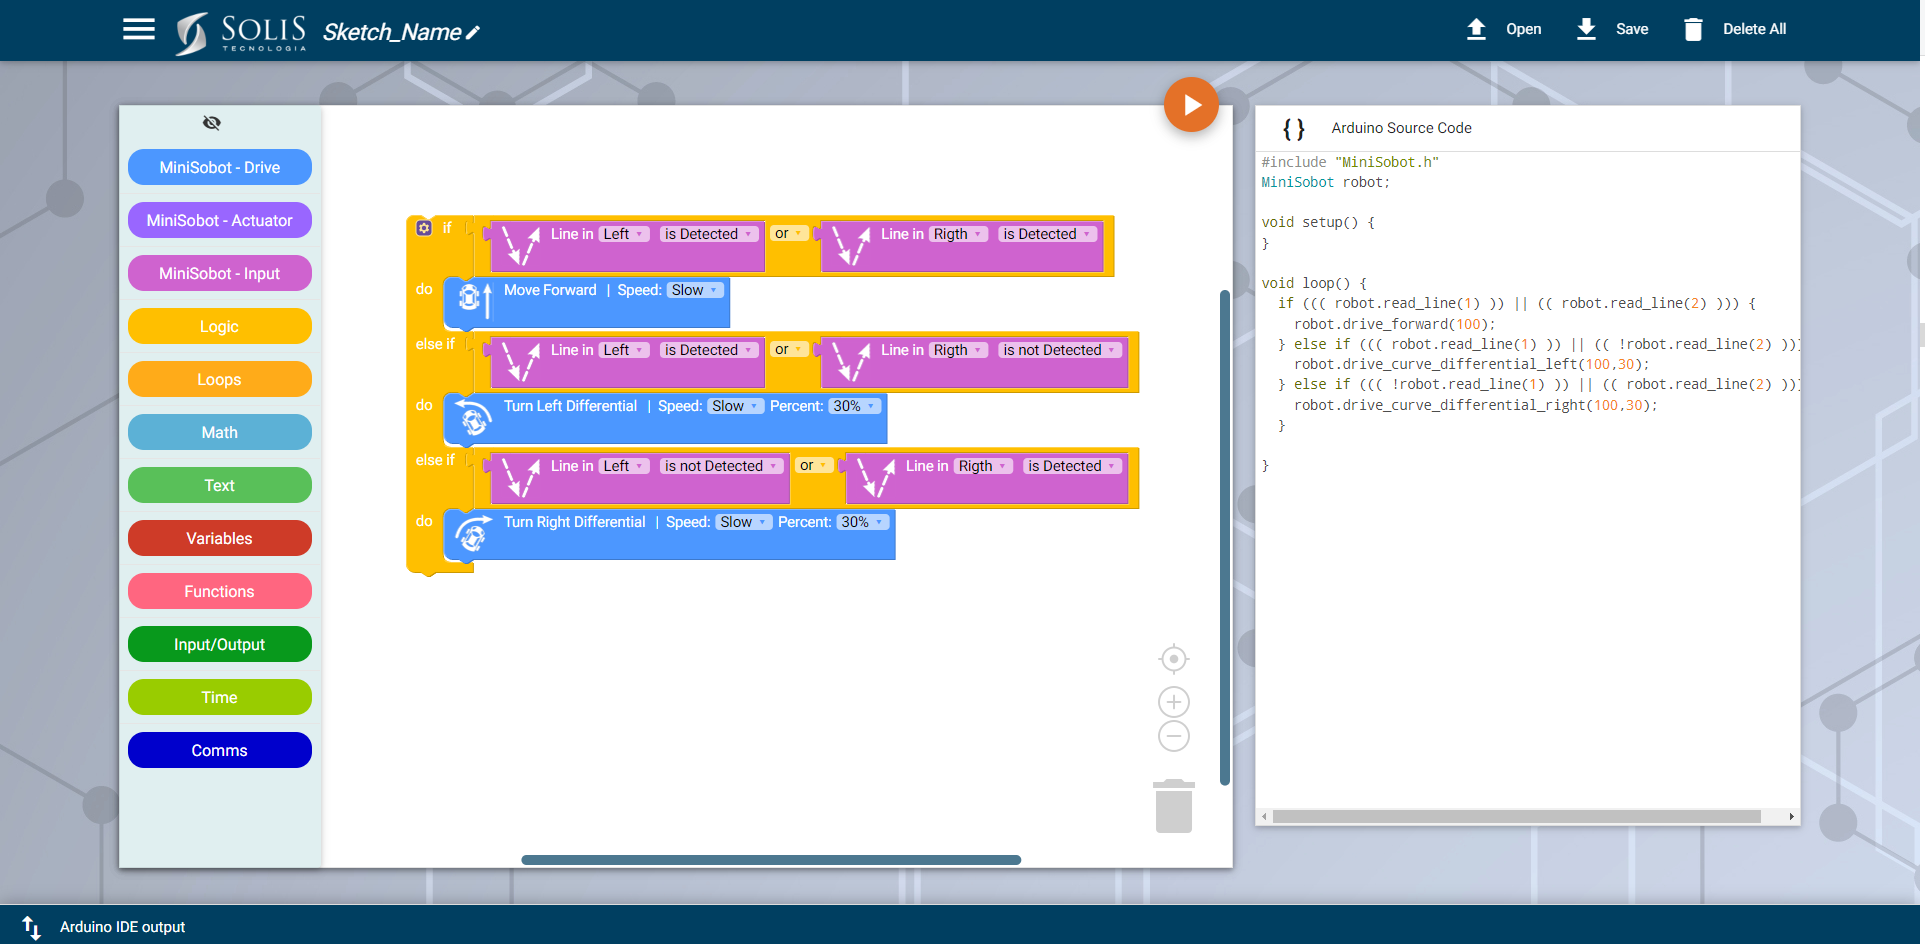 SOLIS
TECNOLOGIA
Sketch_Name
Open
Save
Delete All
MiniSobot - Drive
MiniSobot - Actuator
MiniSobot - Input
Logic
Loops
Math
Text
Variables
Functions
Input/Output
Time
Comms
if Line in Left is Detected or Line in Rigth is Detected
do Move Forward | Speed: Slow
else if Line in Left is Detected or Line in Rigth is not Detected
do Turn Left Differential | Speed: Slow Percent: 30%
else if Line in Left is not Detected or Line in Rigth is Detected
do Turn Right Differential | Speed: Slow Percent: 30%
{ } Arduino Source Code
#include "MiniSobot.h"
MiniSobot robot;
void setup() {
}
void loop() {
if ((( robot.read_line(1) )) || (( robot.read_line(2) ))) {
robot.drive_forward(100);
} else if ((( robot.read_line(1) )) || (( !robot.read_line(2) ))
robot.drive_curve_differential_left(100,30);
} else if ((( !robot.read_line(1) )) || (( robot.read_line(2) ))
robot.drive_curve_differential_right(100,30);
}
}
Arduino IDE output